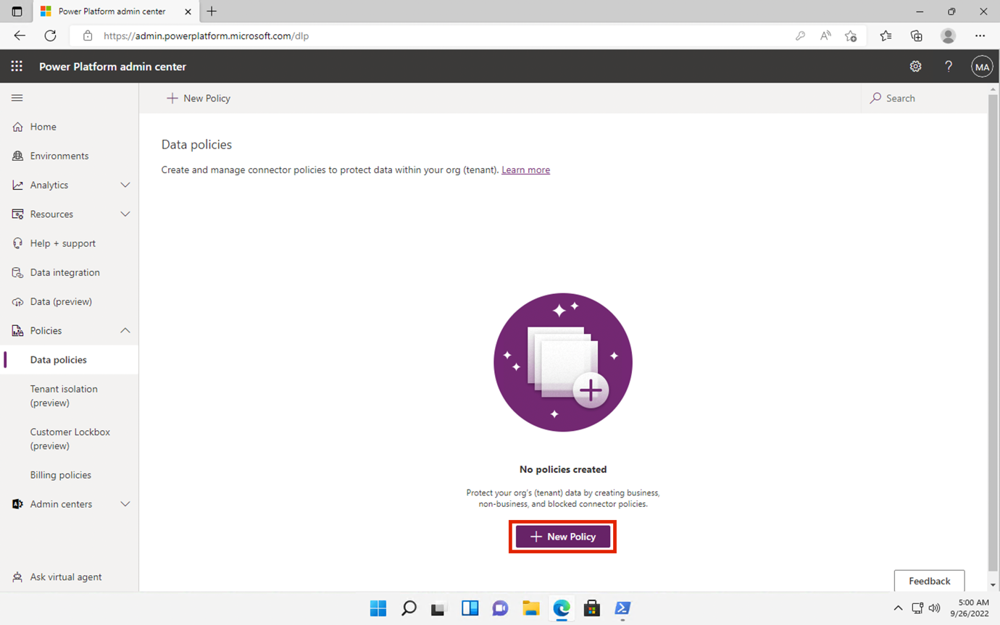 Power Platform admin center
https://admin.powerplatform.microsoft.com/dlp
Power Platform admin center
MA
New Policy
Search
Home
Environments
Analytics
Resources
Help + support
Data integration
Data (preview)
Policies
Data policies
Tenant isolation
(preview)
Customer Lockbox
(preview)
Billing policies
Admin centers
Ask virtual agent
Data policies
Create and manage connector policies to protect data within your org (tenant). Learn more
No policies created
Protect your org's (tenant) data by creating business,
non-business, and blocked connector policies.
New Policy
Feedback
5:00 AM
9/26/2022